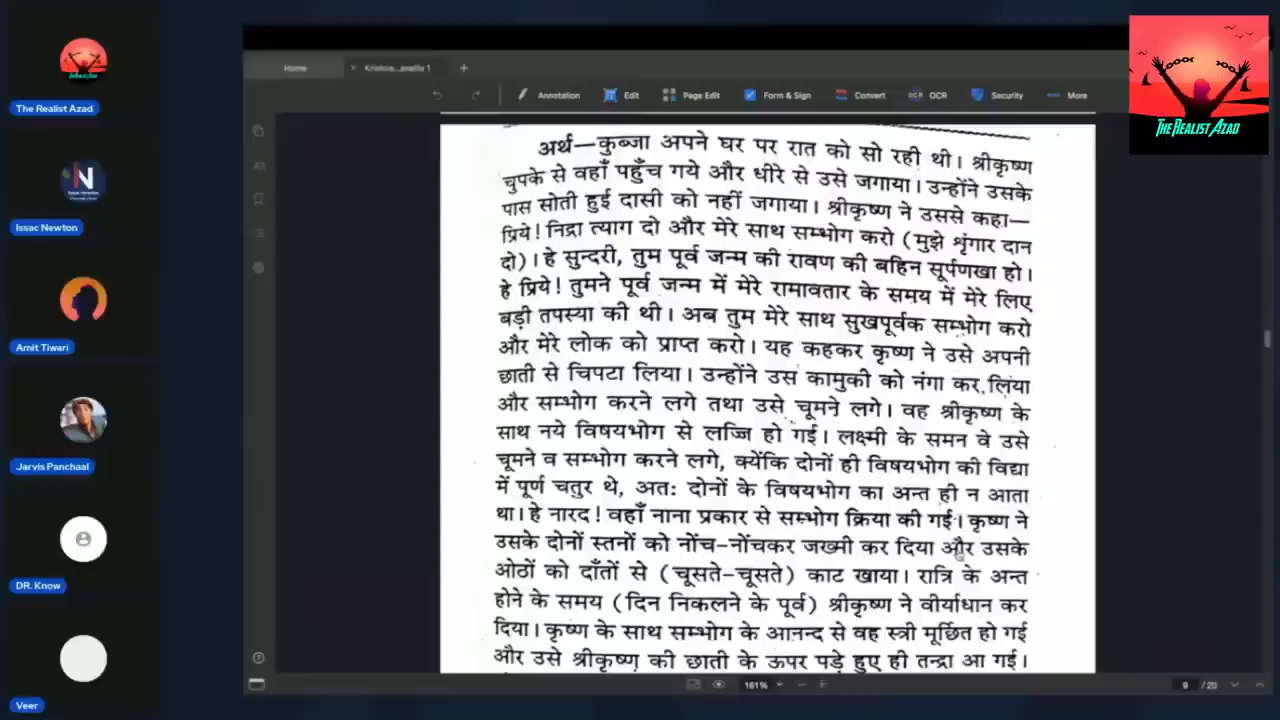 The Realist Azad
Issac Newton
Amit Tiwari
Jarvis Panchaal
DR. Know
Veer
Home
Krishna...analila 1
Annotation
Edit
Page Edit
Form & Sign
Convert
OCR
Security
More
THE REALIST AZAD
अर्थ—कुब्जा अपने घर पर रात को सो रही थी। श्रीकृष्ण
चुपके से वहाँ पहुँच गये और धीरे से उसे जगाया। उन्होंने उसके
पास सोती हुई दासी को नहीं जगाया। श्रीकृष्ण ने उससे कहा—
प्रिये! निद्रा त्याग दो और मेरे साथ सम्भोग करो (मुझे शृंगार दान
दो)। हे सुन्दरी, तुम पूर्व जन्म की रावण की बहिन सूर्पणखा हो।
हे प्रिये! तुमने पूर्व जन्म में मेरे रामावतार के समय में मेरे लिए
बड़ी तपस्या की थी। अब तुम मेरे साथ सुखपूर्वक सम्भोग करो
और मेरे लोक को प्राप्त करो। यह कहकर कृष्ण ने उसे अपनी
छाती से चिपटा लिया। उन्होंने उस कामुकी को नंगा कर लिया
और सम्भोग करने लगे तथा उसे चूमने लगे। वह श्रीकृष्ण के
साथ नये विषयभोग से लज्जि हो गई। लक्ष्मी के समन वे उसे
चूमने व सम्भोग करने लगे, क्योंकि दोनों ही विषयभोग की विद्या
में पूर्ण चतुर थे, अतः दोनों के विषयभोग का अन्त ही न आता
था। हे नारद! वहाँ नाना प्रकार से सम्भोग क्रिया की गई। कृष्ण ने
उसके दोनों स्तनों को नोंच-नोंचकर जख्मी कर दिया और उसके
ओठों को दाँतों से (चूसते-चूसते) काट खाया। रात्रि के अन्त
होने के समय (दिन निकलने के पूर्व) श्रीकृष्ण ने वीर्याधान कर
दिया। कृष्ण के साथ सम्भोग के आनन्द से वह स्त्री मूर्छित हो गई
और उसे श्रीकृष्ण की छाती के ऊपर पड़े हुए ही तन्द्रा आ गई।
161%
9 / 20